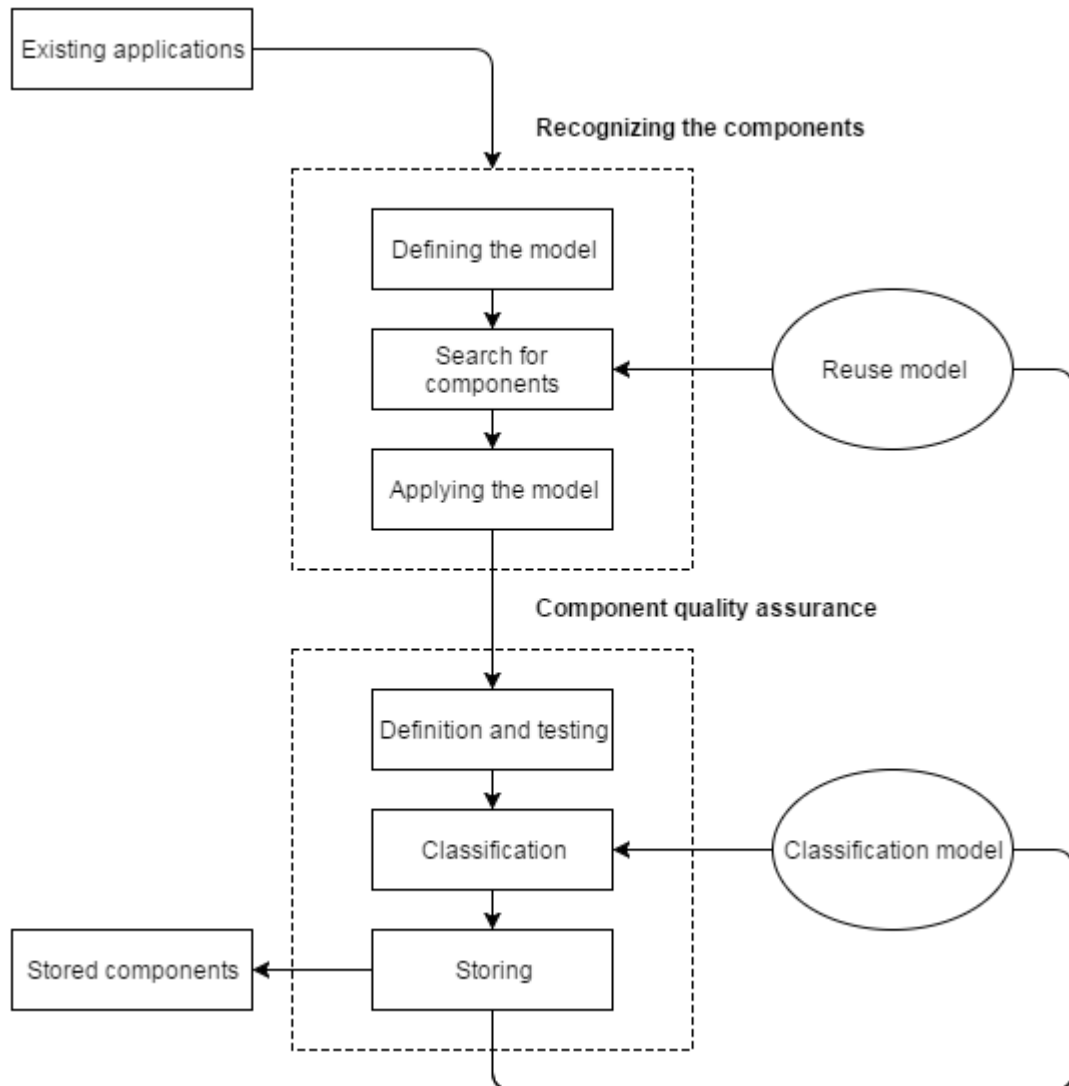 Existing applications
Recognizing the components
Defining the model
Search for
components
Reuse model
Applying the model
Component quality assurance
Definition and testing
Classification
Classification model
Stored components
Storing